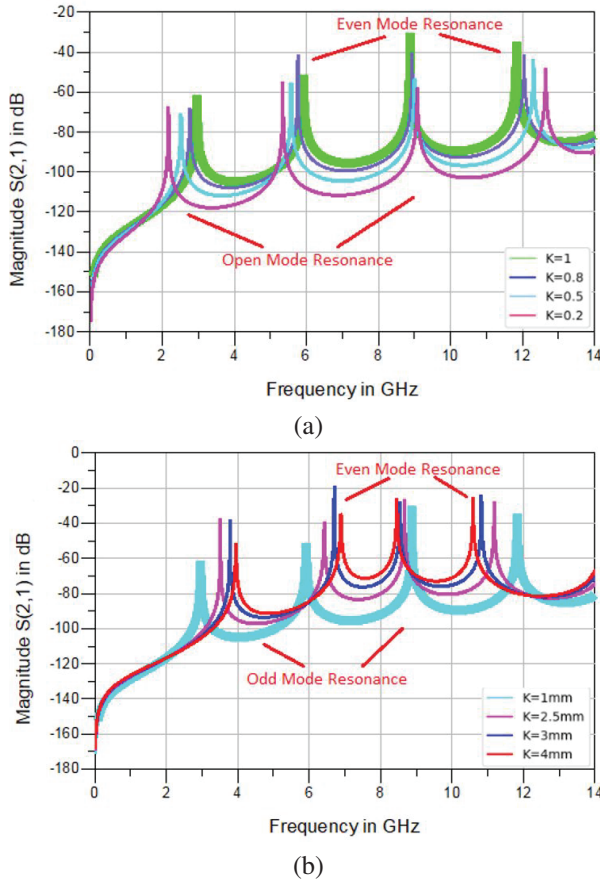 -20
-40
-60
-80
-100
-120
-140
-160
-180
Magnitude S(2,1) in dB
Even Mode Resonance
Open Mode Resonance
K=1
K=0.8
K=0.5
K=0.2
0 2 4 6 8 10 12 14
Frequency in GHz
(a)
0
-20
-40
-60
-80
-100
-120
-140
-160
-180
Magnitude S(2,1) in dB
Even Mode Resonance
Odd Mode Resonance
K=1mm
K=2.5mm
K=3mm
K=4mm
0 2 4 6 8 10 12 14
Frequency in GHz
(b)